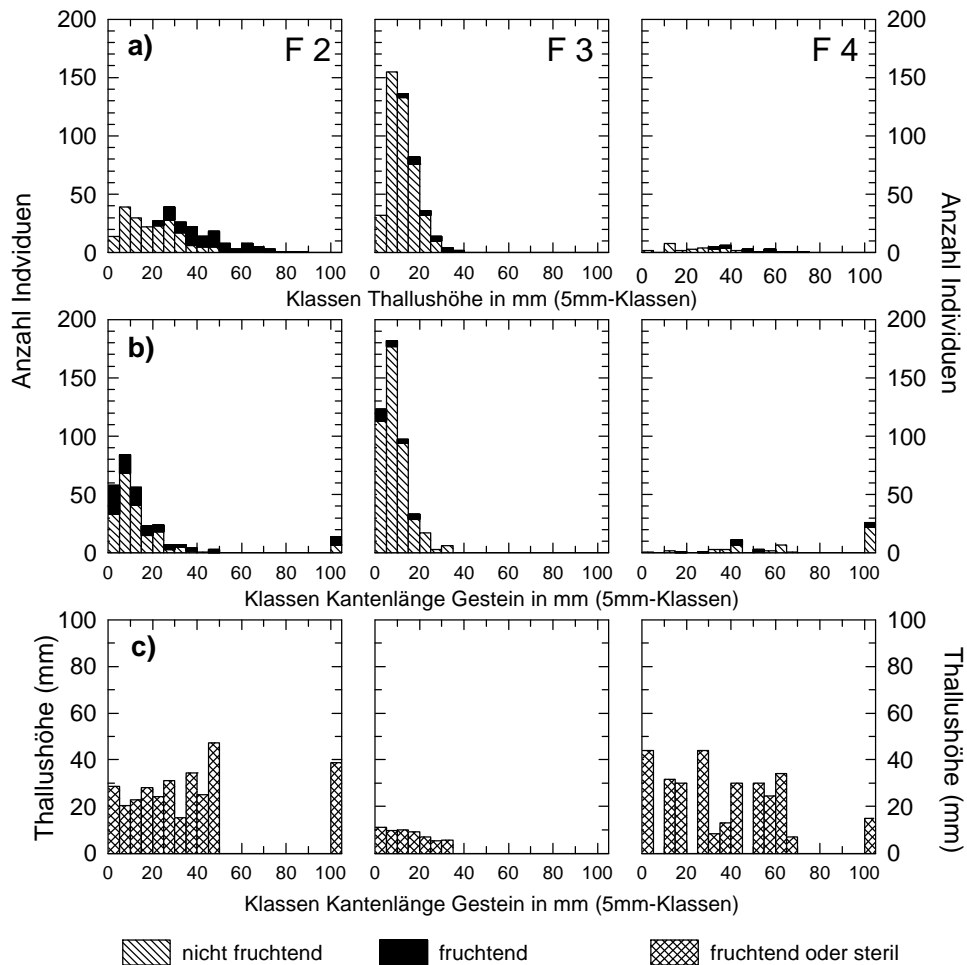 a) F 2 F 3 F 4
200 200
150 150
100 100
50 50
0 0
0 20 40 60 80 100 0 20 40 60 80 100 0 20 40 60 80 100
Klassen Thallushöhe in mm (5mm-Klassen)
Anzahl Individuen
Anzahl Individuen
b)
200 200
150 150
100 100
50 50
0 0
0 20 40 60 80 100 0 20 40 60 80 100 0 20 40 60 80 100
Klassen Kantenlänge Gestein in mm (5mm-Klassen)
c)
100 100
80 80
60 60
40 40
20 20
0 0
0 20 40 60 80 100 0 20 40 60 80 100 0 20 40 60 80 100
Thallushöhe (mm)
Thallushöhe (mm)
Klassen Kantenlänge Gestein in mm (5mm-Klassen)
nicht fruchtend fruchtend fruchtend oder steril